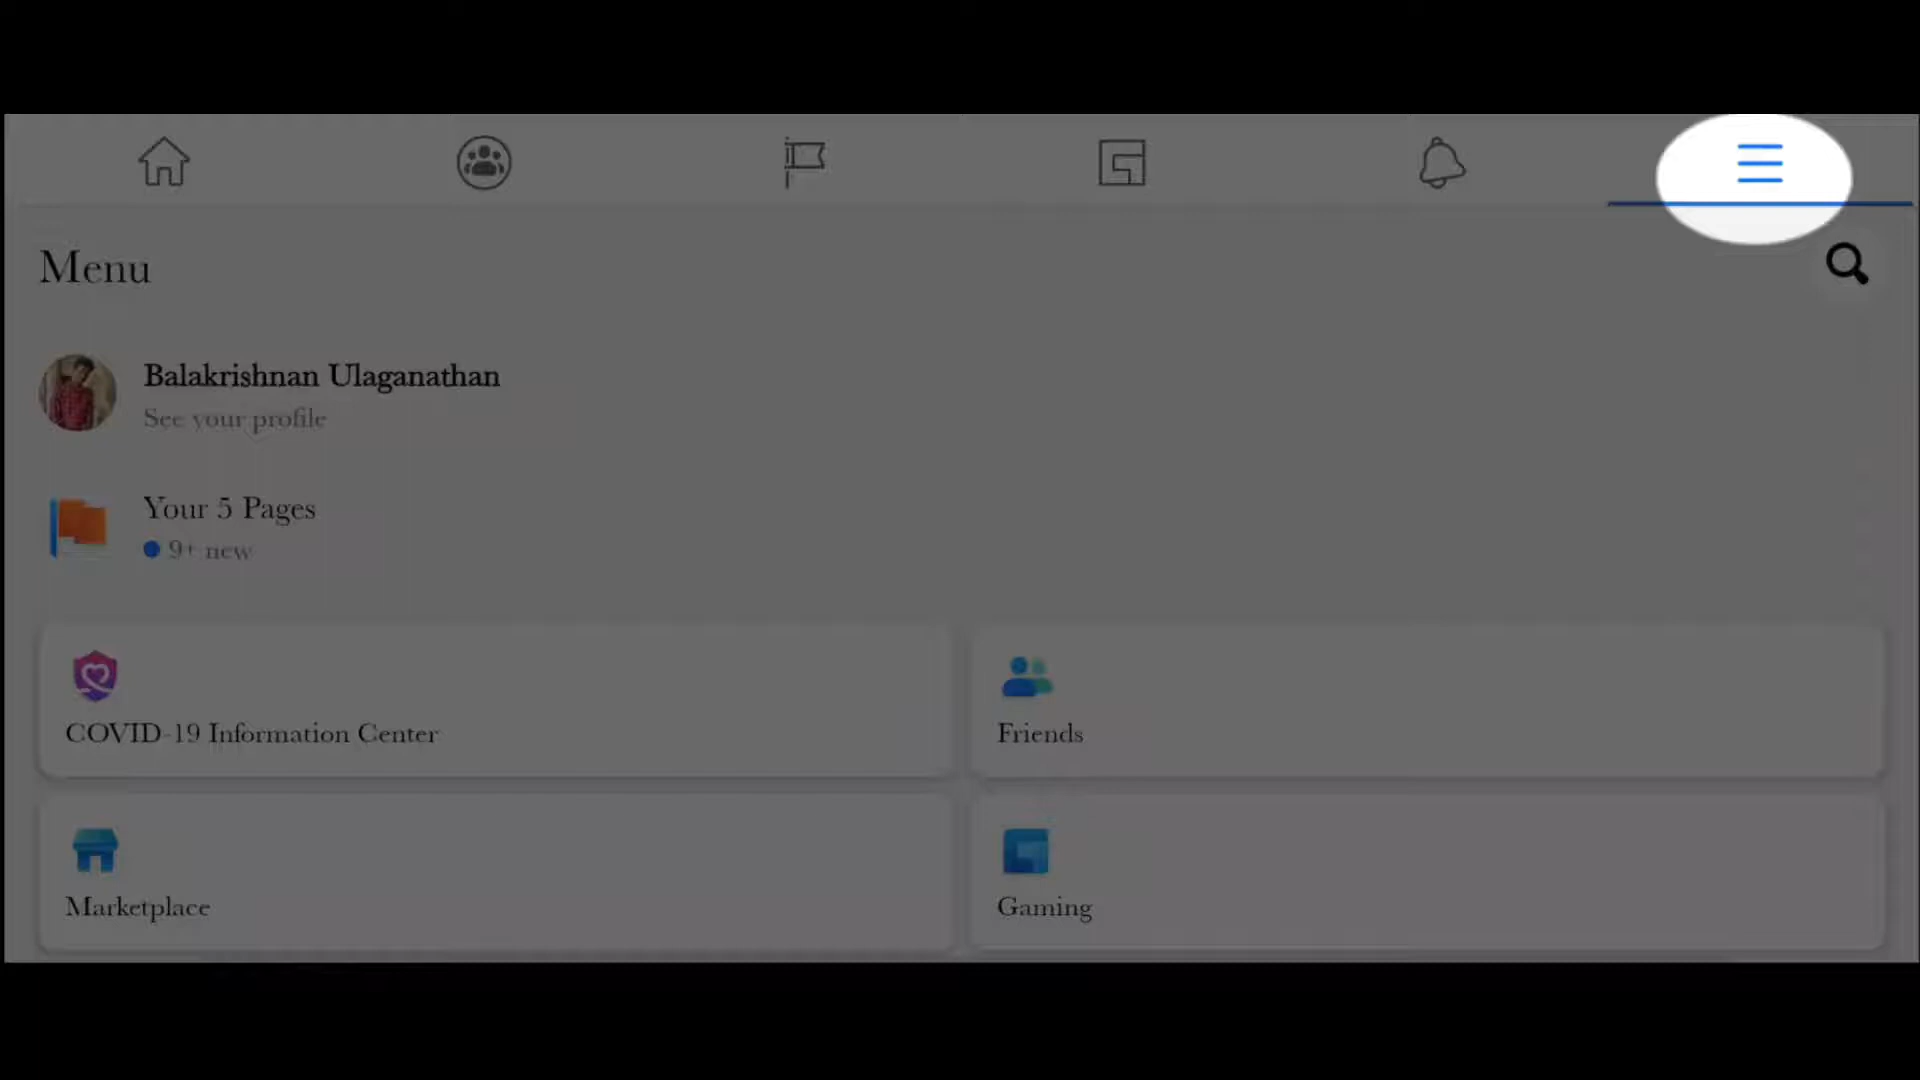 Menu
Balakrishnan Ulaganathan
See your profile
Your 5 Pages
9+ new
COVID-19 Information Center
Friends
Marketplace
Gaming